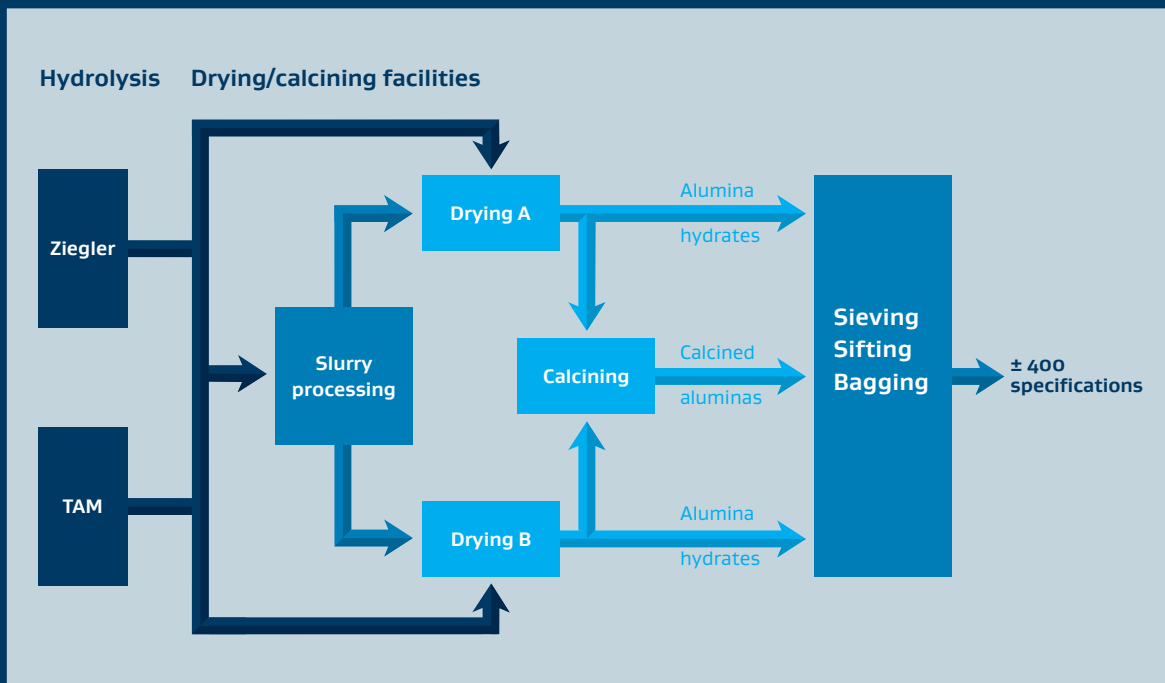 Hydrolysis
Drying/calcining facilities
Ziegler
TAM
Slurry
processing
Drying A
Drying B
Calcining
Alumina
hydrates
Calcined
aluminas
Alumina
hydrates
Sieving
Sifting
Bagging
± 400
specifications